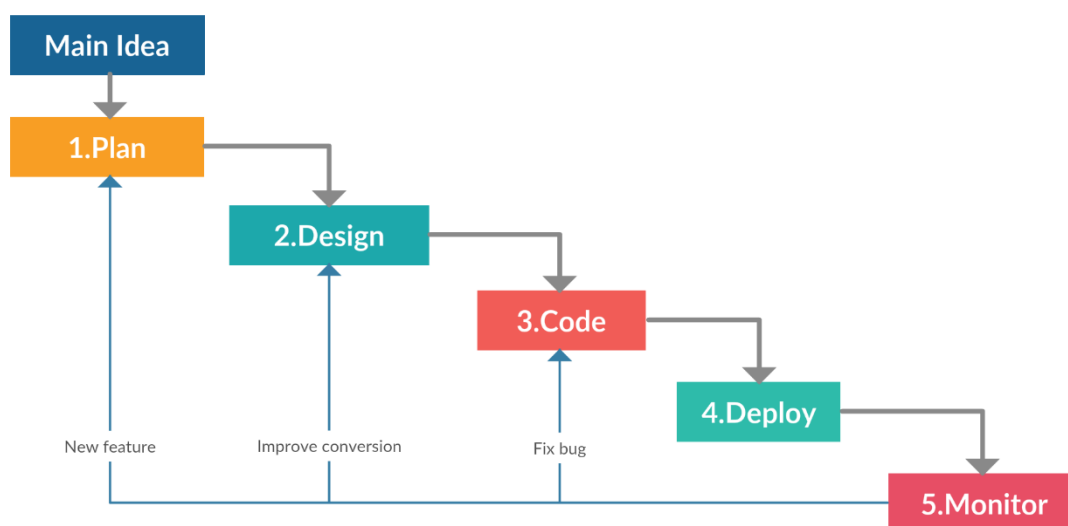 Main Idea
1.Plan
2.Design
3.Code
4.Deploy
New feature
Improve conversion
Fix bug
5.Monitor